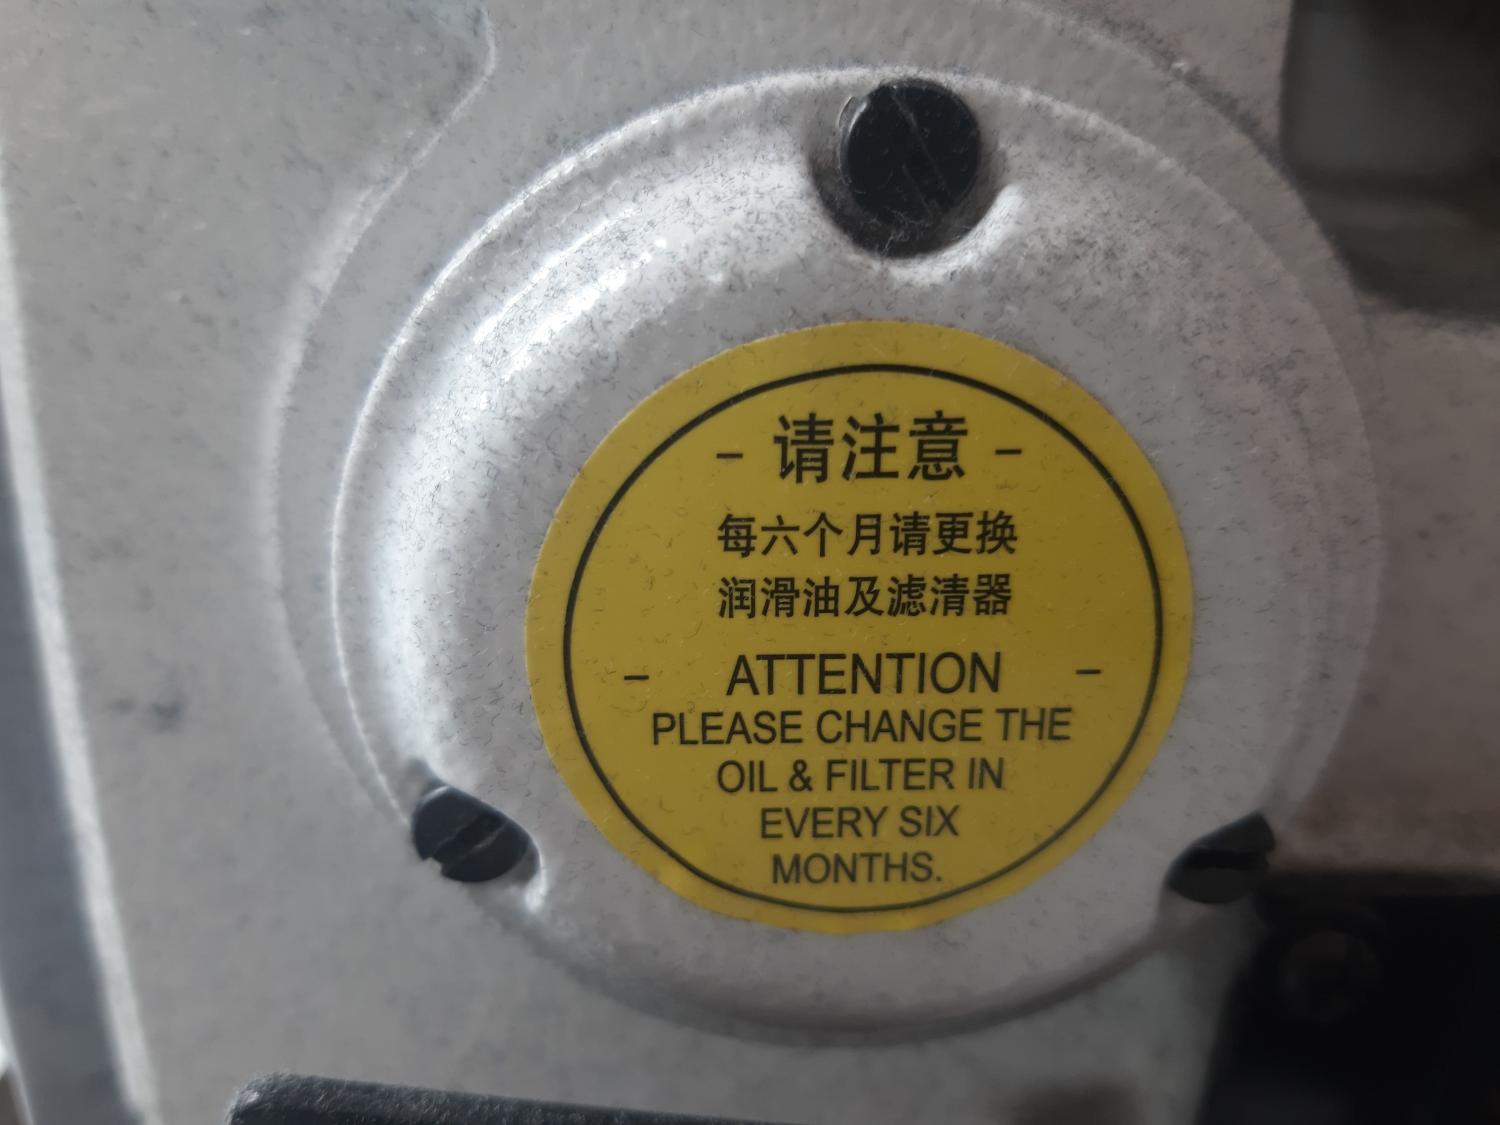 - 请注意 -
每六个月请更换
润滑油及滤清器
- ATTENTION -
PLEASE CHANGE THE
OIL & FILTER IN
EVERY SIX
MONTHS.